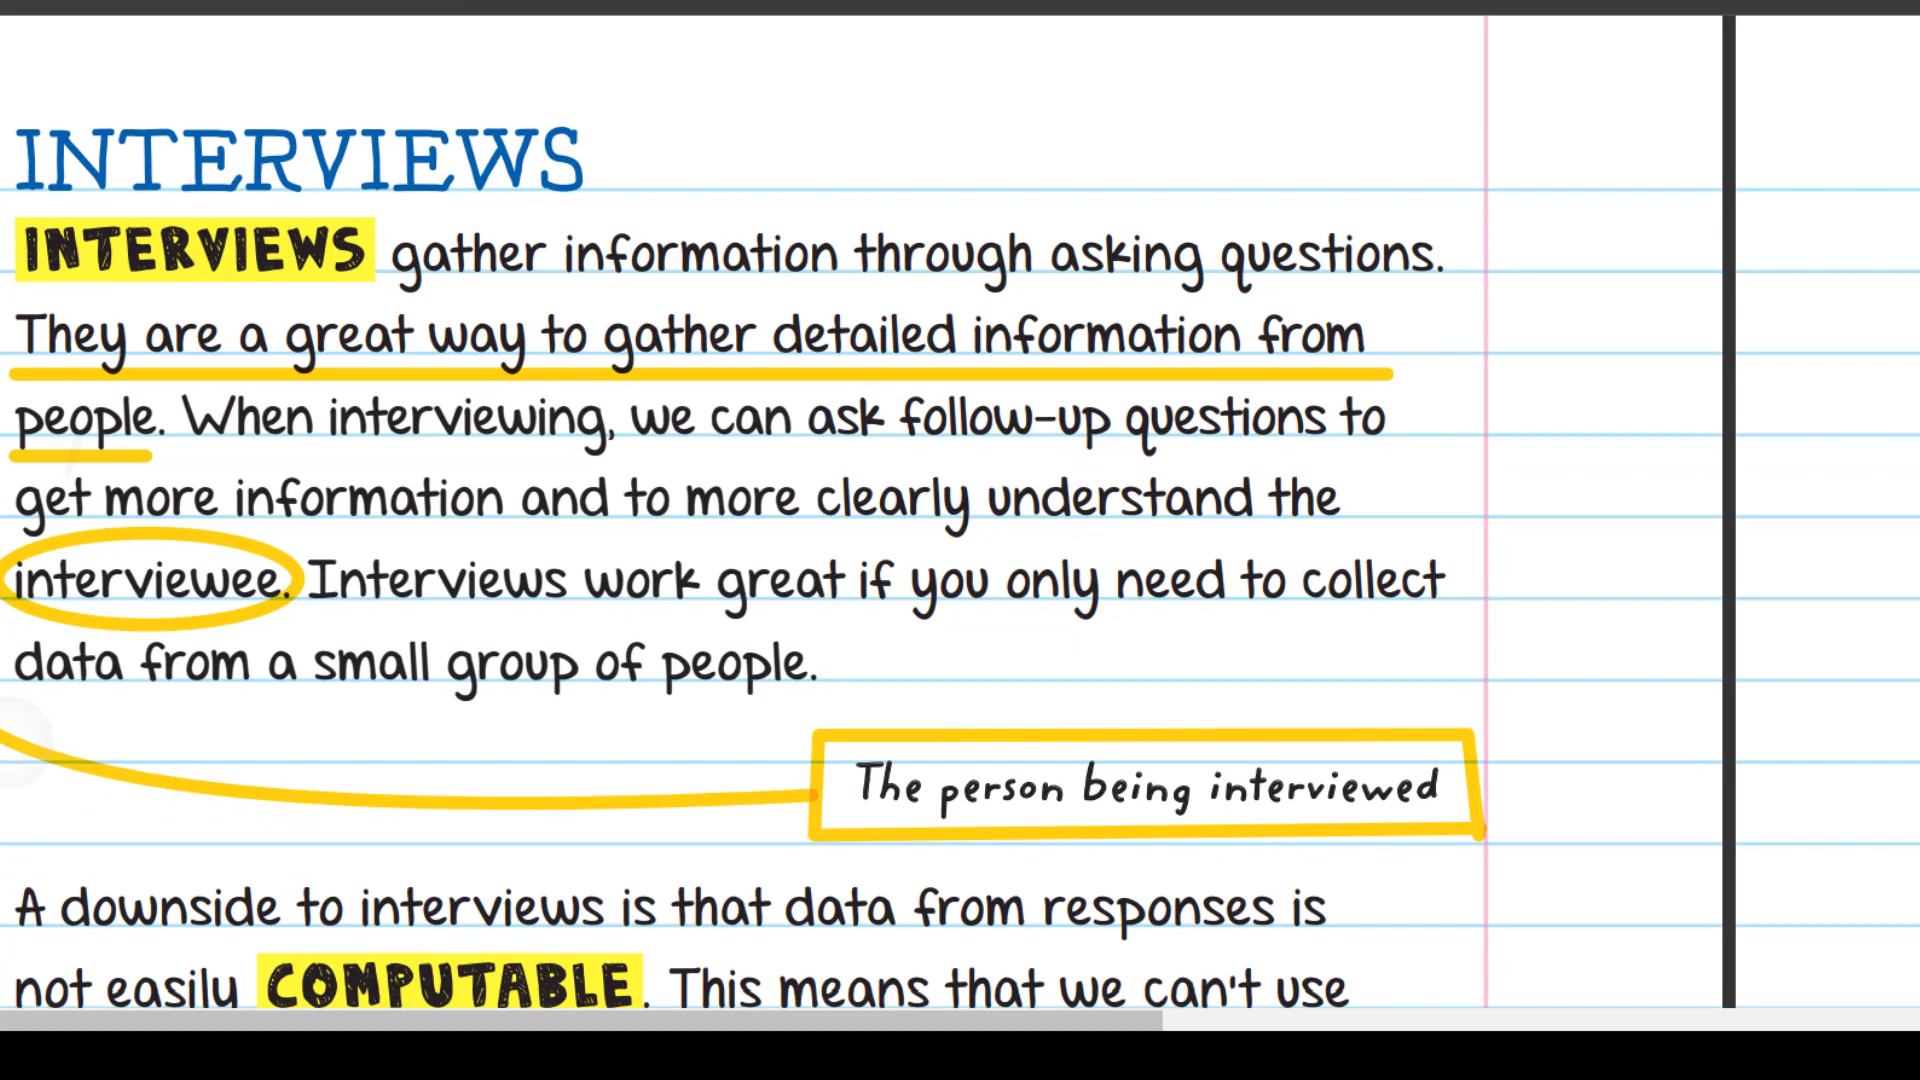 INTERVIEWS
INTERVIEWS gather information through asking questions.
They are a great way to gather detailed information from
people. When interviewing, we can ask follow-up questions to
get more information and to more clearly understand the
interviewee. Interviews work great if you only need to collect
data from a small group of people.
The person being interviewed
A downside to interviews is that data from responses is
not easily COMPUTABLE. This means that we can't use